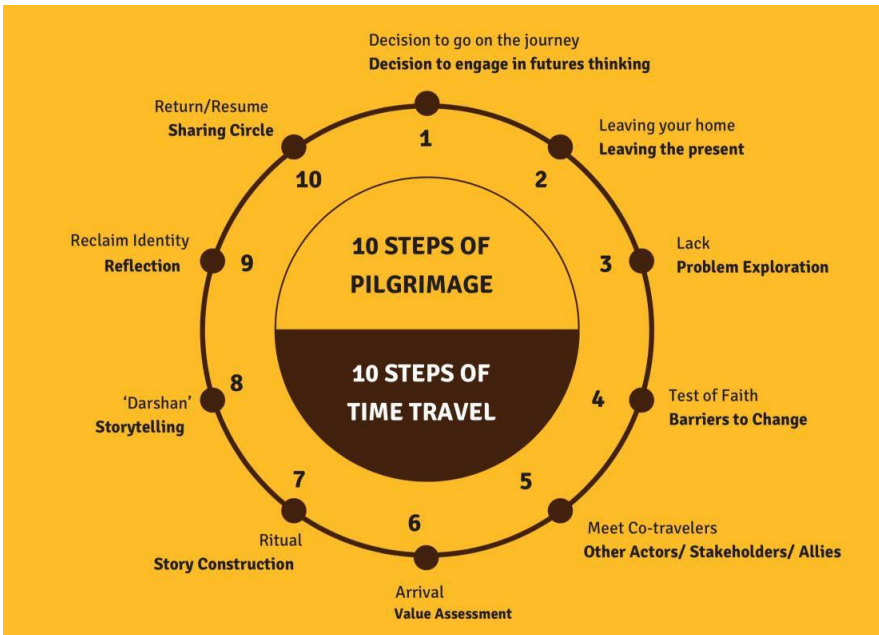 Decision to go on the journey
Decision to engage in futures thinking
1
Leaving your home
Leaving the present
2
Lack
Problem Exploration
3
Test of Faith
Barriers to Change
4
Meet Co-travelers
Other Actors/ Stakeholders/ Allies
5
Arrival
Value Assessment
6
Ritual
Story Construction
7
‘Darshan’
Storytelling
8
Reclaim Identity
Reflection
9
Return/Resume
Sharing Circle
10
10 STEPS OF
PILGRIMAGE
10 STEPS OF
TIME TRAVEL